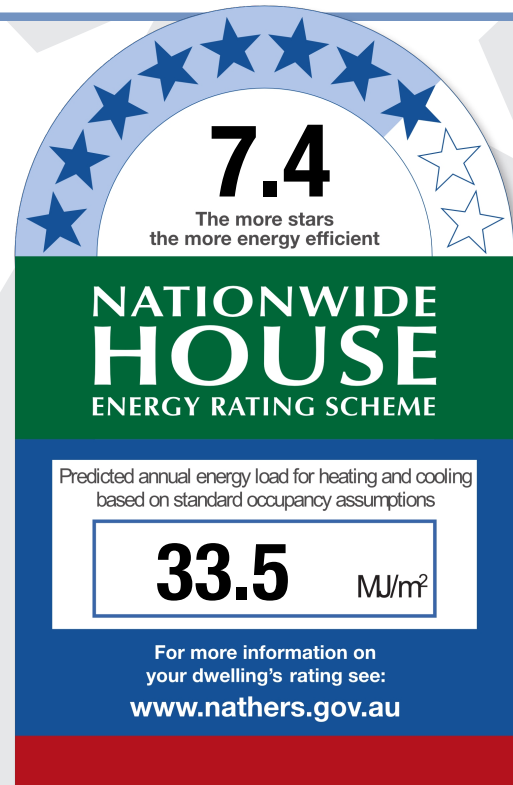 7.4
The more stars
the more energy efficient
NATIONWIDE
HOUSE
ENERGY RATING SCHEME
Predicted annual energy load for heating and cooling
based on standard occupancy assumptions
33.5 MJ/m²
For more information on
your dwelling's rating see:
www.nathers.gov.au